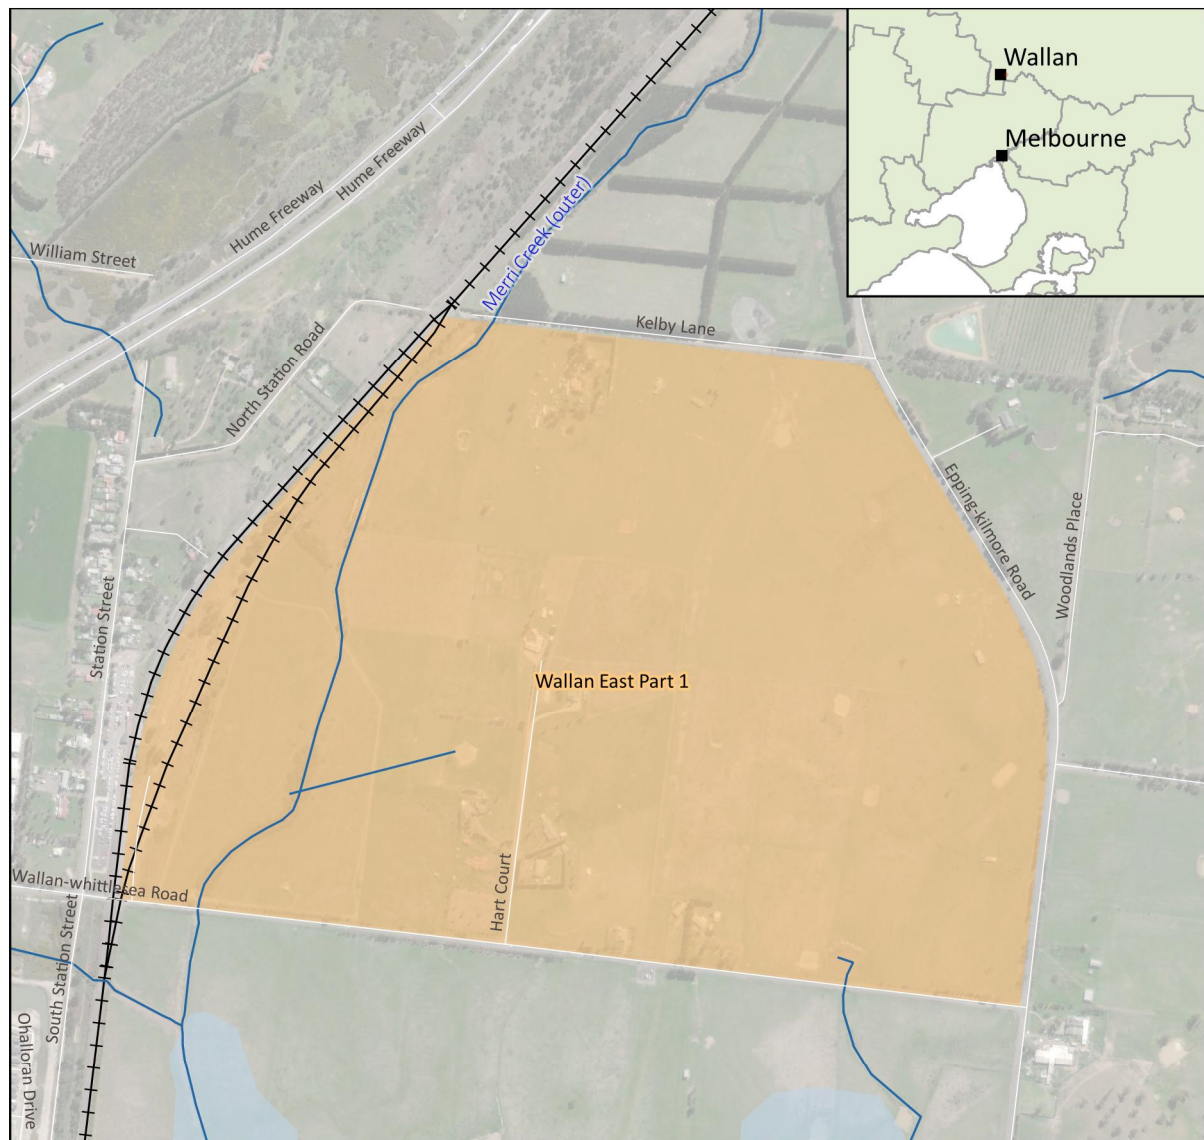 Wallan
Melbourne
Hume Freeway
Hume Freeway
William Street
Merri Creek (outer)
North Station Road
Kelby Lane
Epping-kilmore Road
Woodlands Place
Station Street
Wallan East Part 1
Hart Court
Wallan-whittlesea Road
South Station Street
Ohalloran Drive